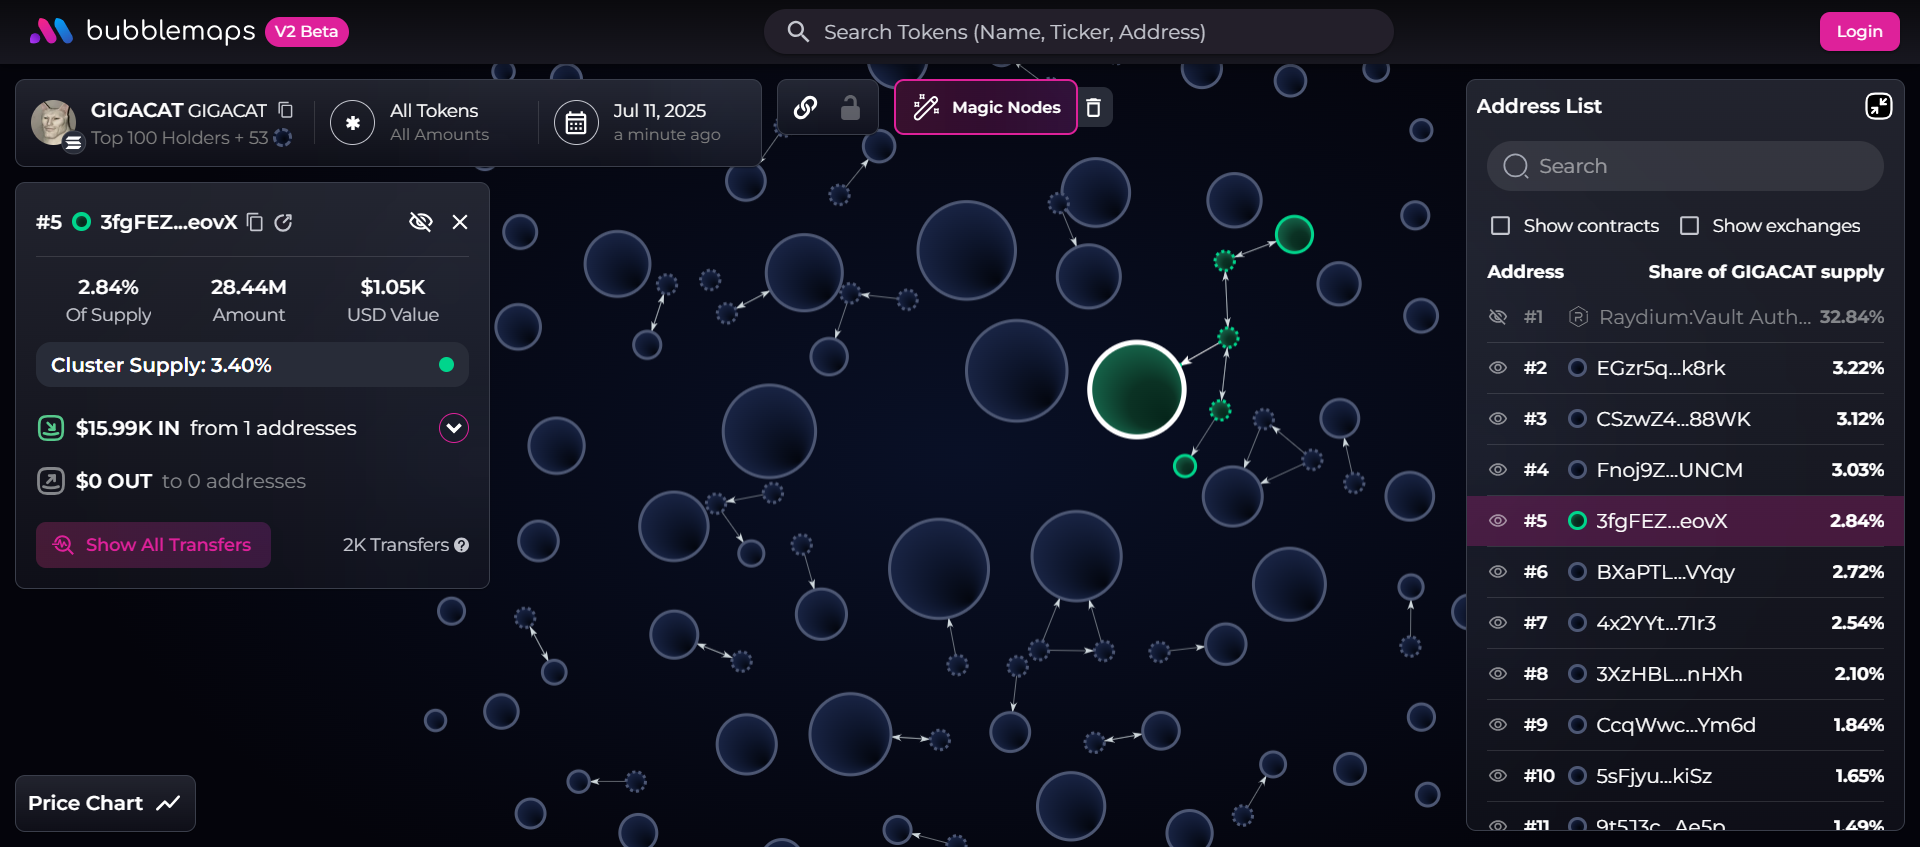 bubblemaps V2 Beta
Search Tokens (Name, Ticker, Address)
Login
GIGACAT GIGACAT
Top 100 Holders + 53
All Tokens
All Amounts
Jul 11, 2025
a minute ago
Magic Nodes
#5 3fgFEZ...eovX
2.84% 28.44M $1.05K
Of Supply Amount USD Value
Cluster Supply: 3.40%
$15.99K IN from 1 addresses
$0 OUT to 0 addresses
Show All Transfers 2K Transfers
Price Chart
Address List
Search
Show contracts Show exchanges
Address Share of GIGACAT supply
#1 Raydium:Vault Auth... 32.84%
#2 EGzr5q...k8rk 3.22%
#3 CSzwZ4...88WK 3.12%
#4 Fnoj9Z...UNCM 3.03%
#5 3fgFEZ...eovX 2.84%
#6 BXaPTL...VYqy 2.72%
#7 4x2YYt...71r3 2.54%
#8 3XzHBL...nHXh 2.10%
#9 CcqWwc...Ym6d 1.84%
#10 5sFjyu...kiSz 1.65%
#11 9t5J3c...Ae5p 1.49%